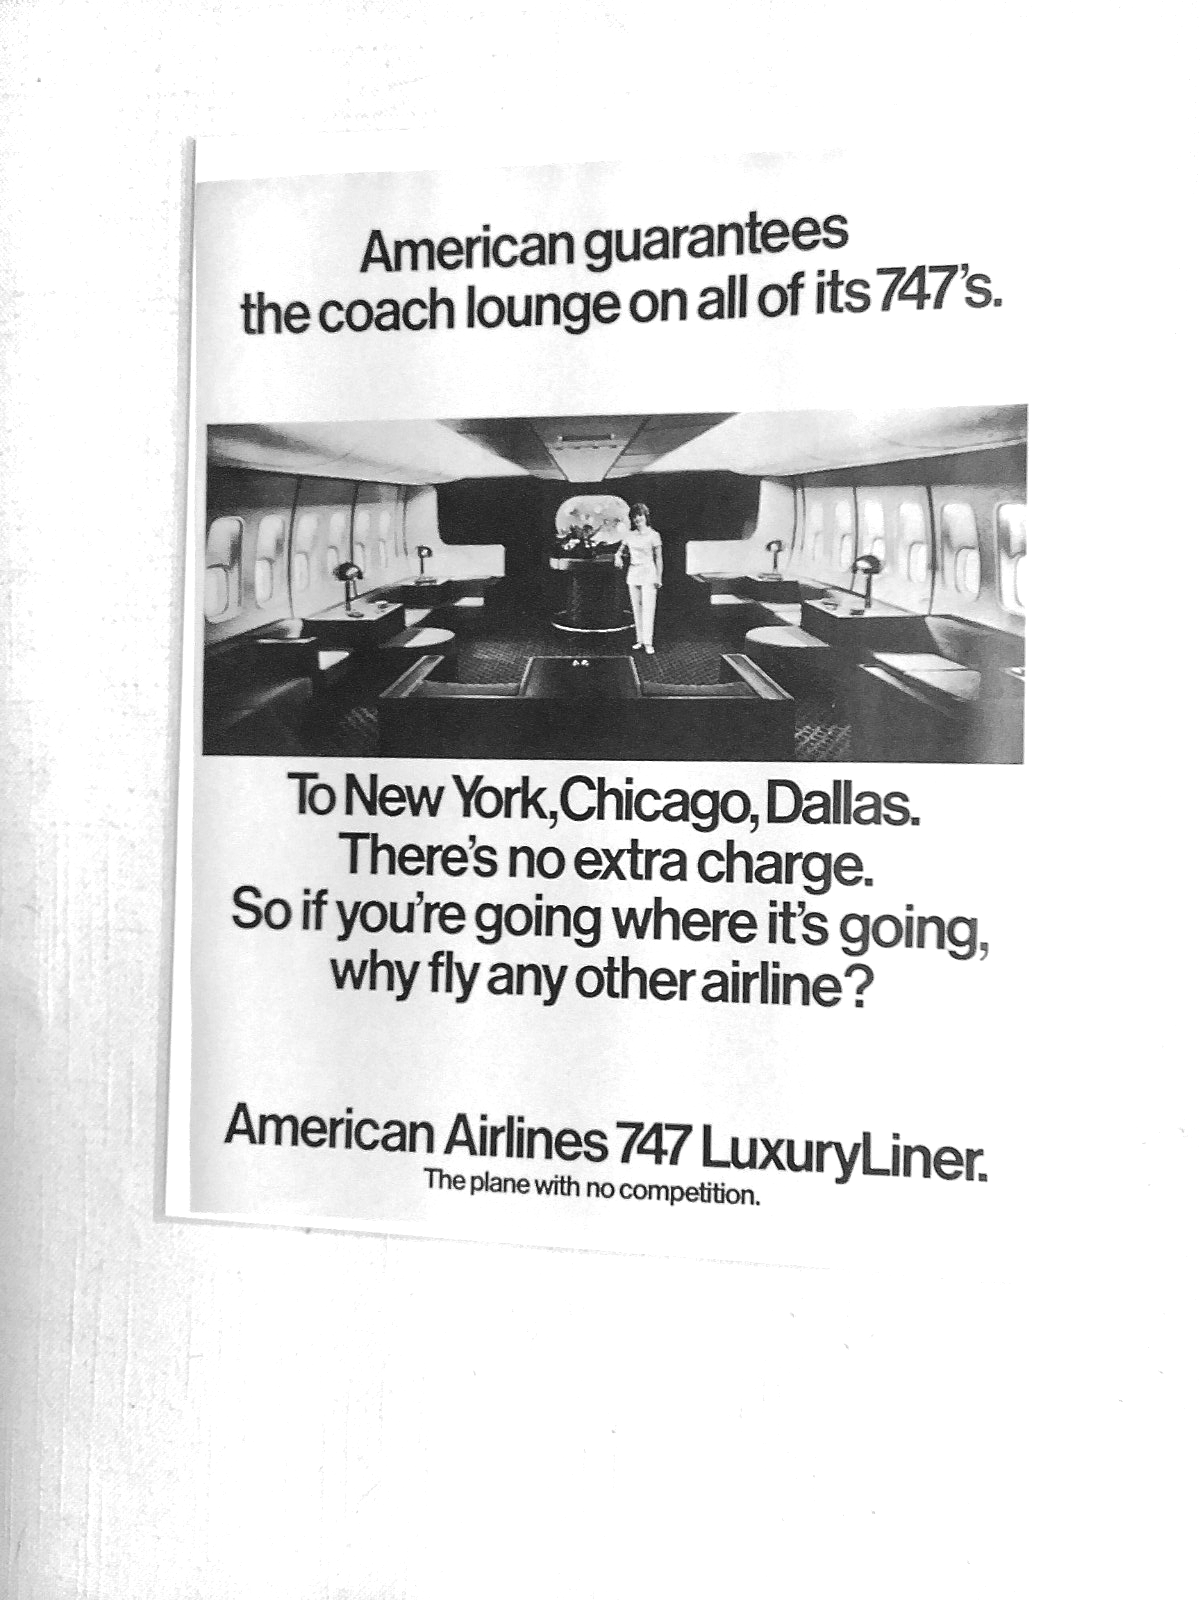 American guarantees
the coach lounge on all of its 747's.
To New York, Chicago, Dallas.
There's no extra charge.
So if you're going where it's going,
why fly any other airline?
American Airlines 747 LuxuryLiner.
The plane with no competition.